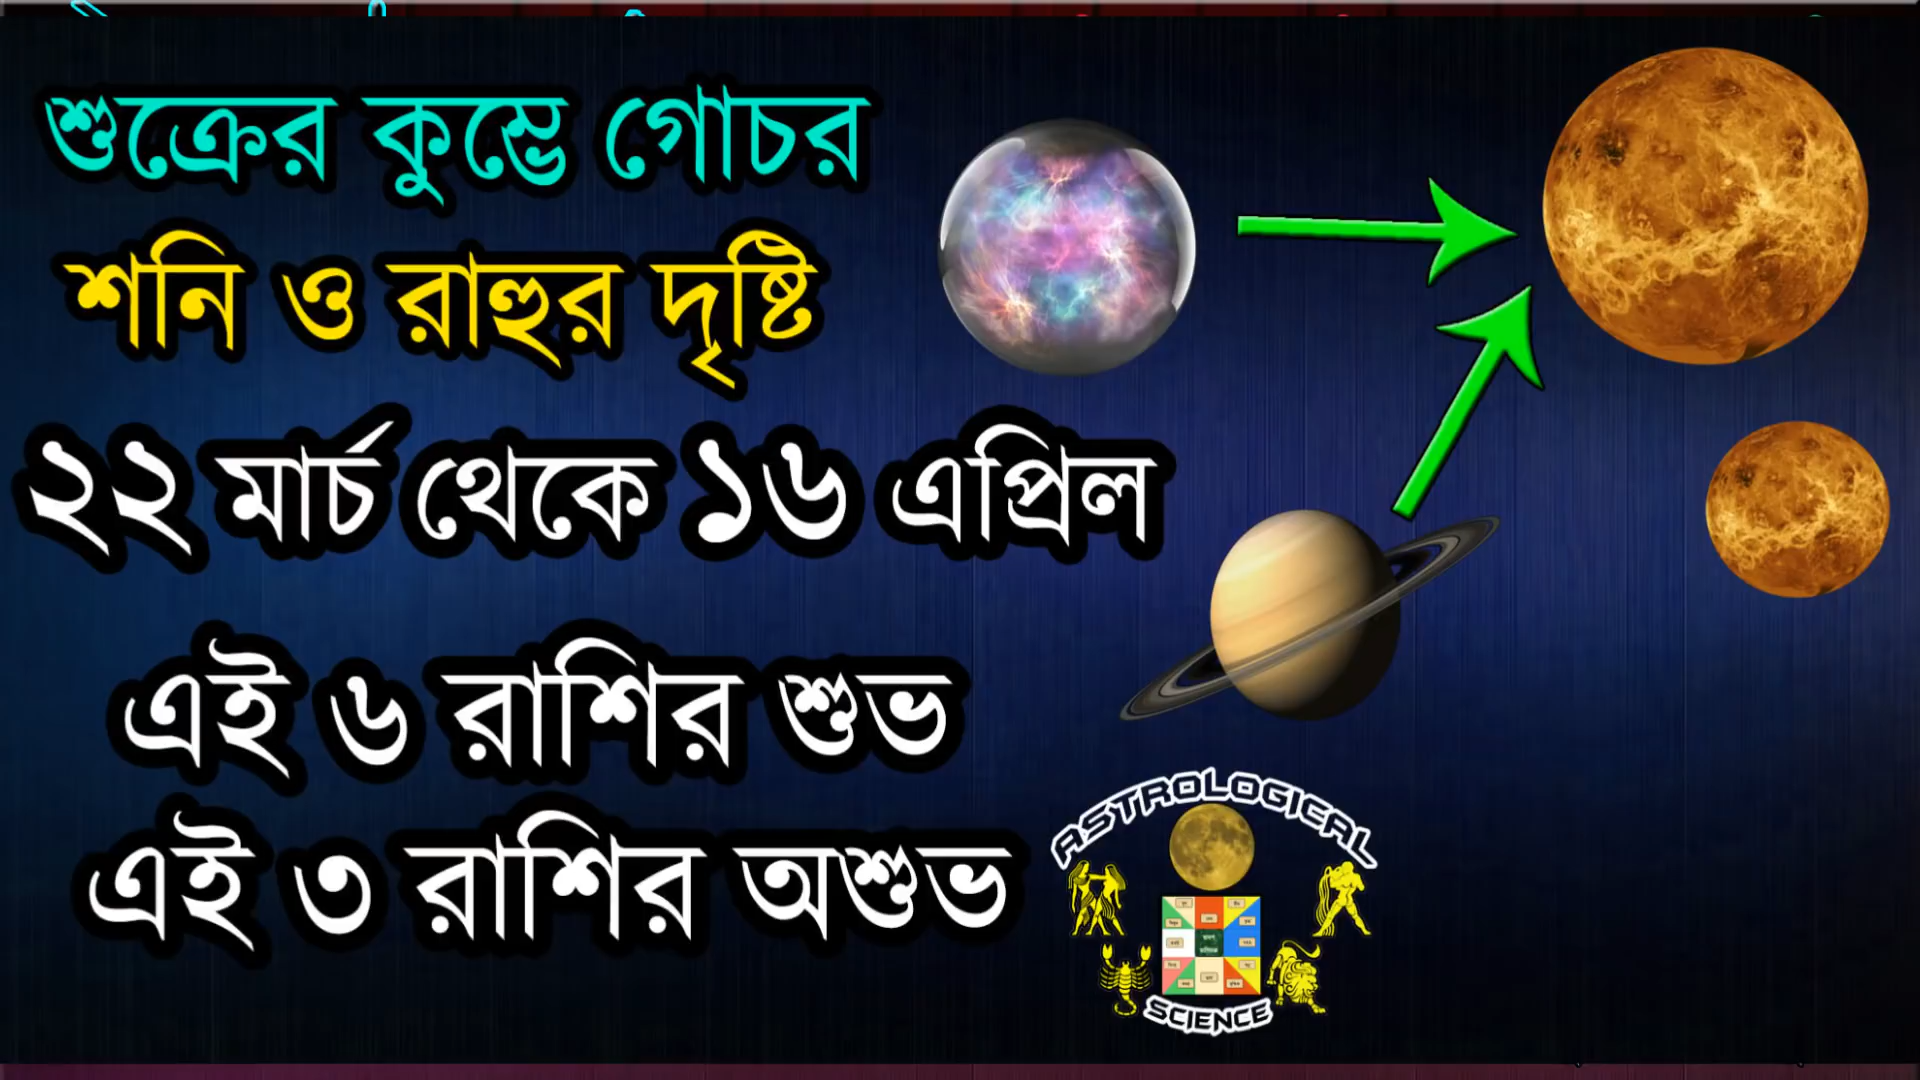 শুক্রের কুম্ভে গোচর
শনি ও রাহুর দৃষ্টি
২২ মার্চ থেকে ১৬ এপ্রিল
এই ৬ রাশির শুভ
এই ৩ রাশির অশুভ
ASTROLOGICAL
SCIENCE